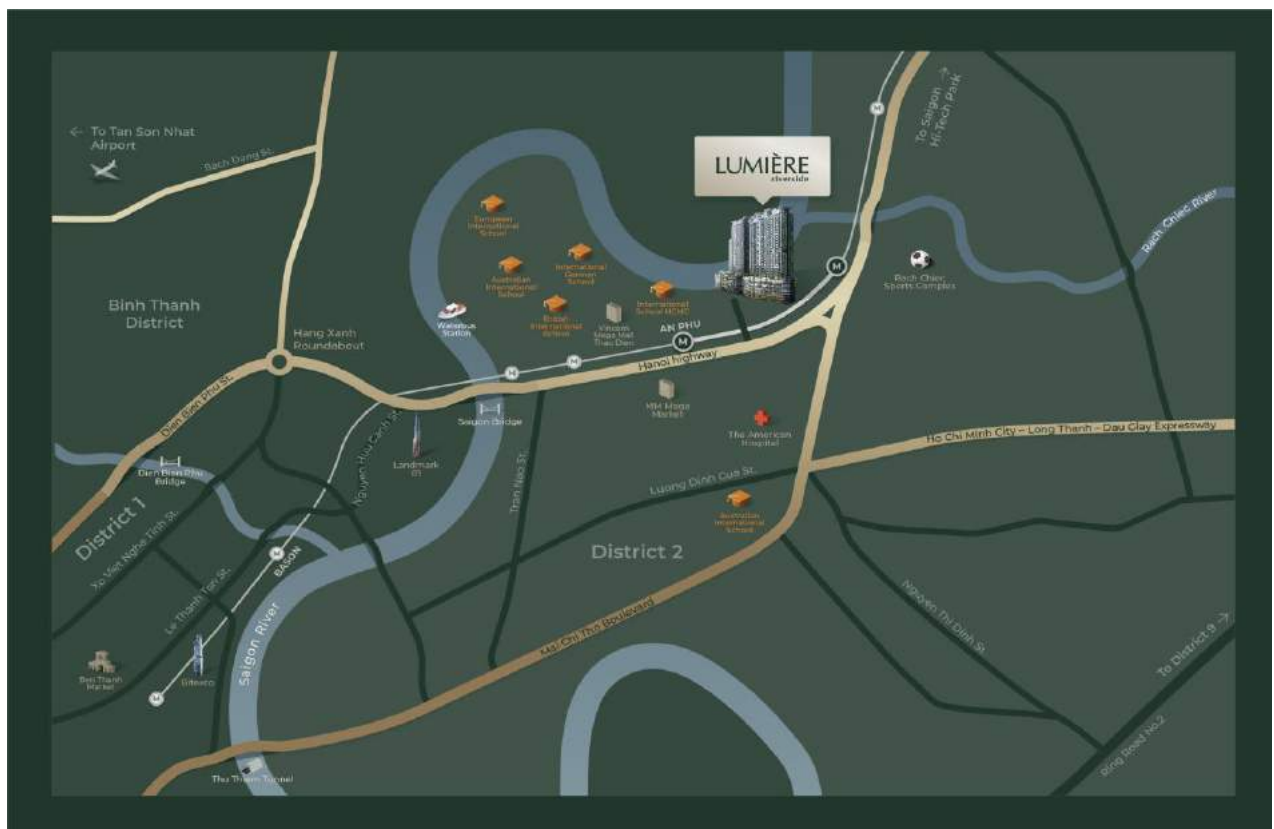 ← To Tan Son Nhat
Airport
Bach Dang St.
To Saigon
Hi-Tech Park
LUMIÈRE
riverside
European
International
School
Australian
International
School
International
German
School
British
International
School
International
School HCMC
Vincom
Mega Mall
Thao Dien
Waterbus
Station
M
M
M
M
M
M
M
AN PHU
Hanoi highway
Rach Chiec
Sports Complex
Rach Chiec River
Binh Thanh
District
Hang Xanh
Roundabout
Dien Bien Phu St.
Dien Bien Phu
Bridge
Nguyen Huu Canh St.
Landmark
81
Saigon Bridge
MM Mega
Market
The American
Hospital
Ho Chi Minh City – Long Thanh – Dau Giay Expressway
Tran Nao St.
Luong Dinh Cua St.
Australian
International
School
District 1
Xo Viet Nghe Tinh St.
Le Thanh Ton St.
BASON
District 2
Saigon River
Mai Chi Tho Boulevard
Nguyen Thi Dinh St.
Ben Thanh
Market
Bitexco
To District 9
Ring Road No.2
Thu Thiem Tunnel